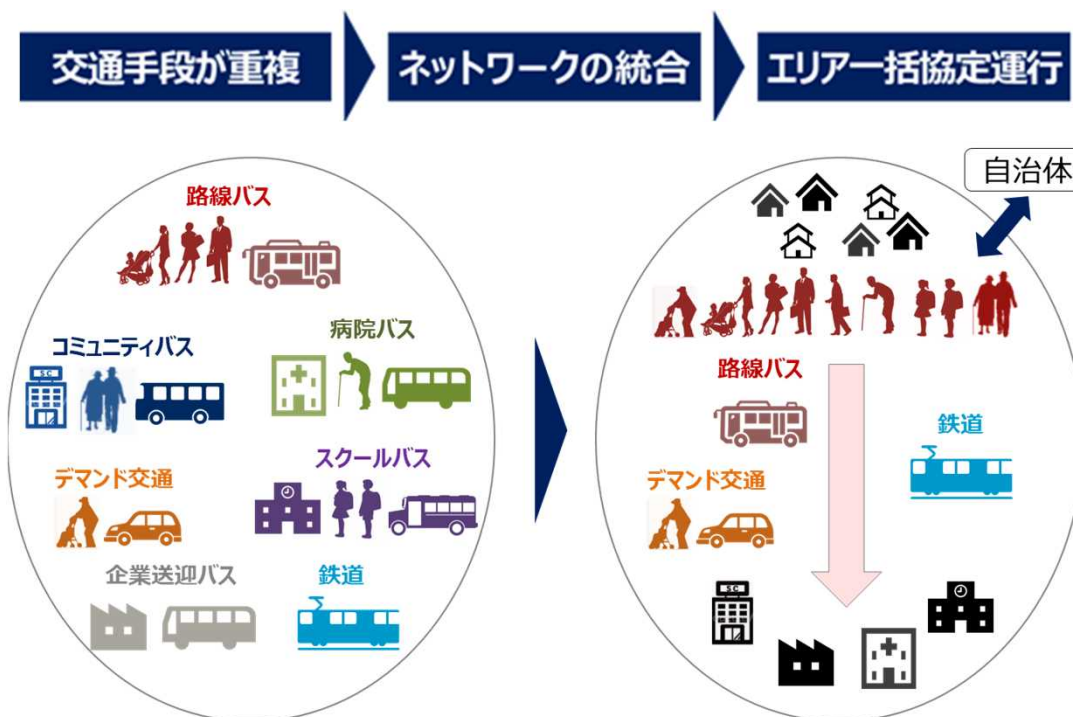 交通手段が重複
ネットワークの統合
エリア一括協定運行
路線バス
コミュニティバス
SC
病院バス
デマンド交通
スクールバス
企業送迎バス
鉄道
自治体
路線バス
鉄道
デマンド交通
SC